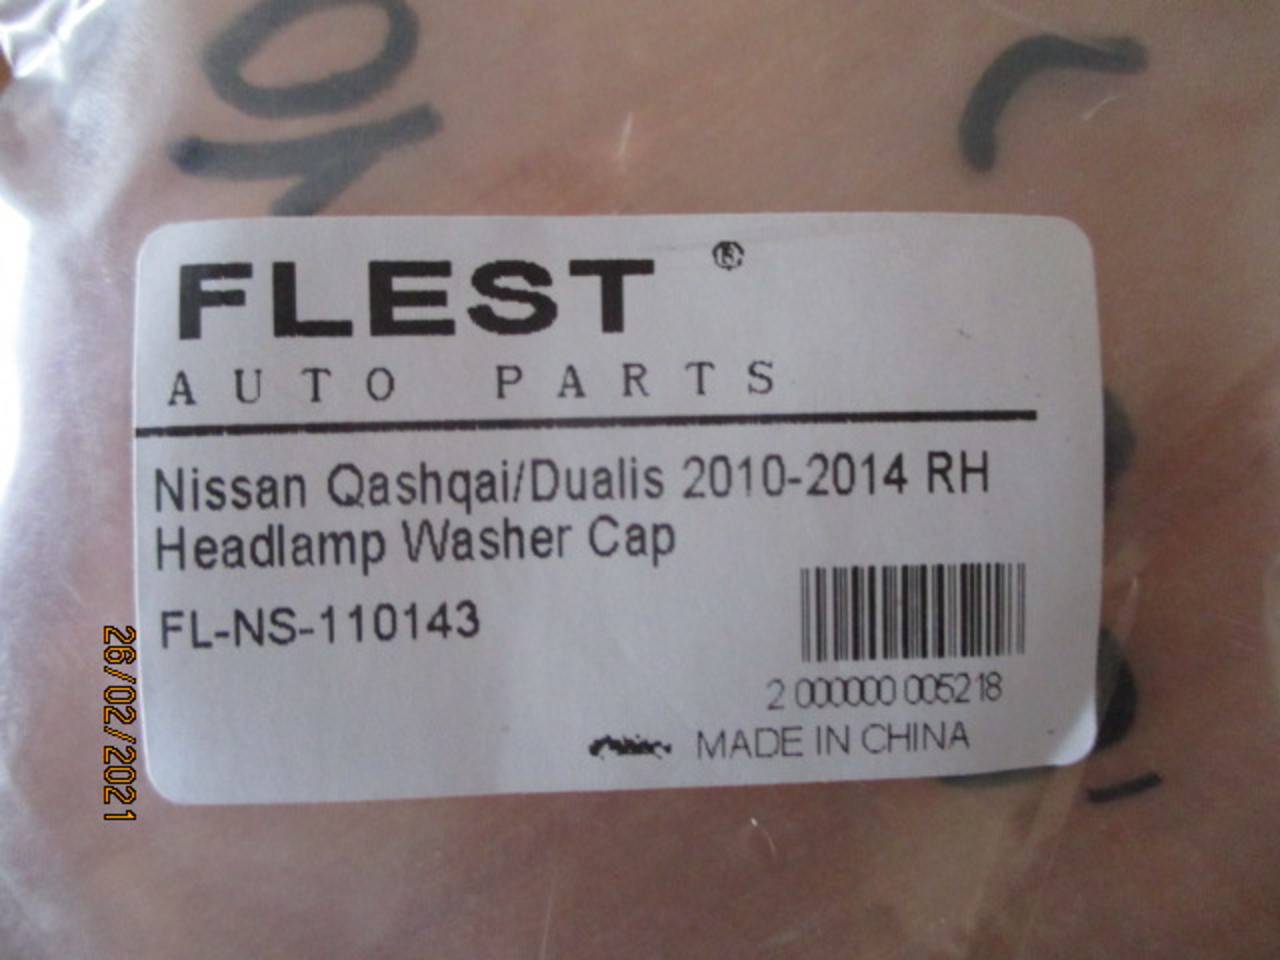 FLEST ®
AUTO PARTS
Nissan Qashqai/Dualis 2010-2014 RH
Headlamp Washer Cap
FL-NS-110143
2 000000 005218
MADE IN CHINA
26/02/2021